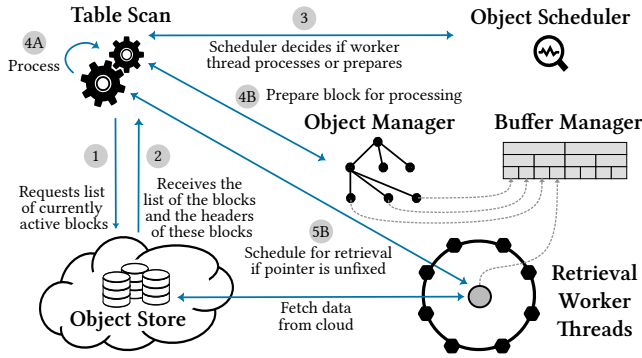 Table Scan
3
Object Scheduler
4A
Process
Scheduler decides if worker
thread processes or prepares
4B
Prepare block for processing
Object Manager
Buffer Manager
1
2
Requests list
of currently
active blocks
Receives the
list of the blocks
and the headers
of these blocks
5B
Schedule for retrieval
if pointer is unfixed
Retrieval
Worker
Threads
Object Store
Fetch data
from cloud